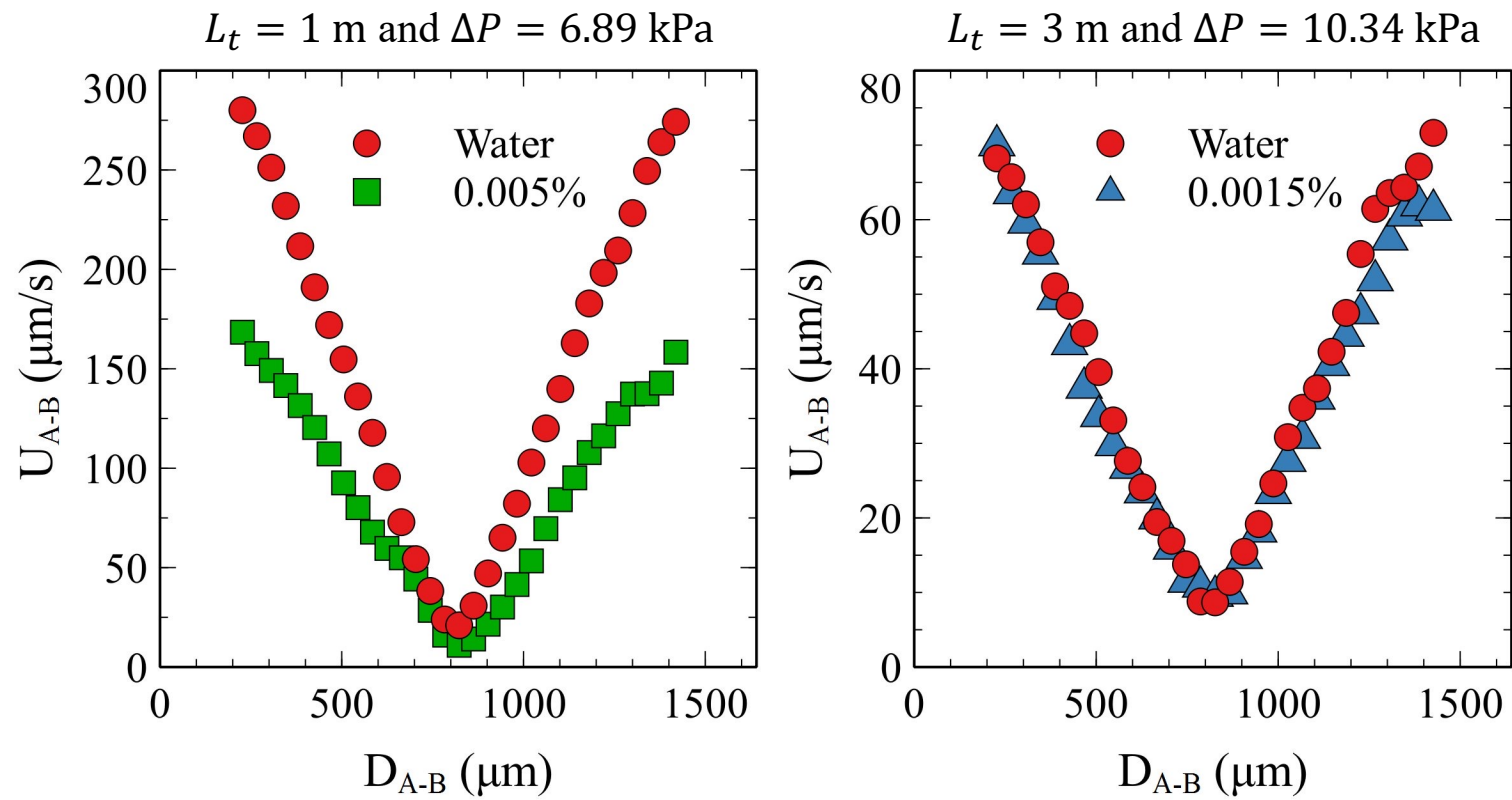 L_t = 1 m and ΔP = 6.89 kPa
300
250
200
150
100
50
0
U_A-B (μm/s)
Water
0.005%
0
500
1000
1500
D_A-B (μm)
L_t = 3 m and ΔP = 10.34 kPa
80
60
40
20
0
U_A-B (μm/s)
Water
0.0015%
0
500
1000
1500
D_A-B (μm)